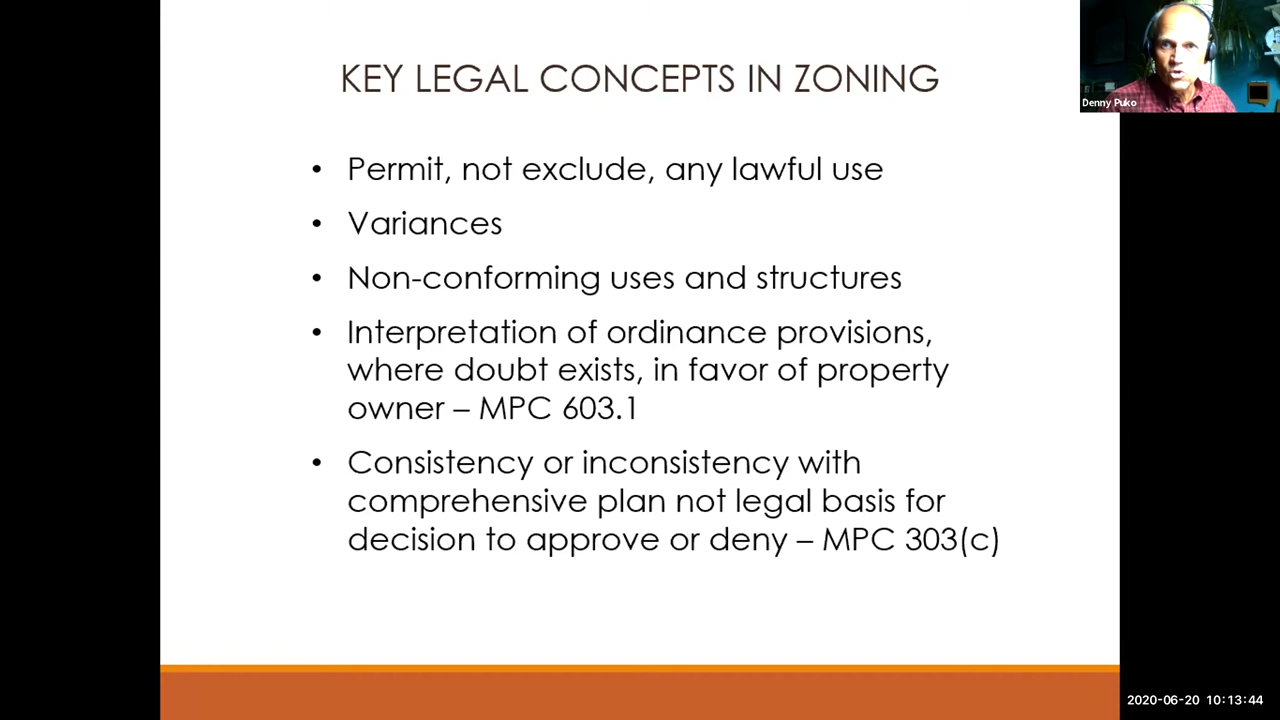 KEY LEGAL CONCEPTS IN ZONING
Denny Puko
• Permit, not exclude, any lawful use
• Variances
• Non-conforming uses and structures
• Interpretation of ordinance provisions,
where doubt exists, in favor of property
owner – MPC 603.1
• Consistency or inconsistency with
comprehensive plan not legal basis for
decision to approve or deny – MPC 303(c)
2020-06-20 10:13:44